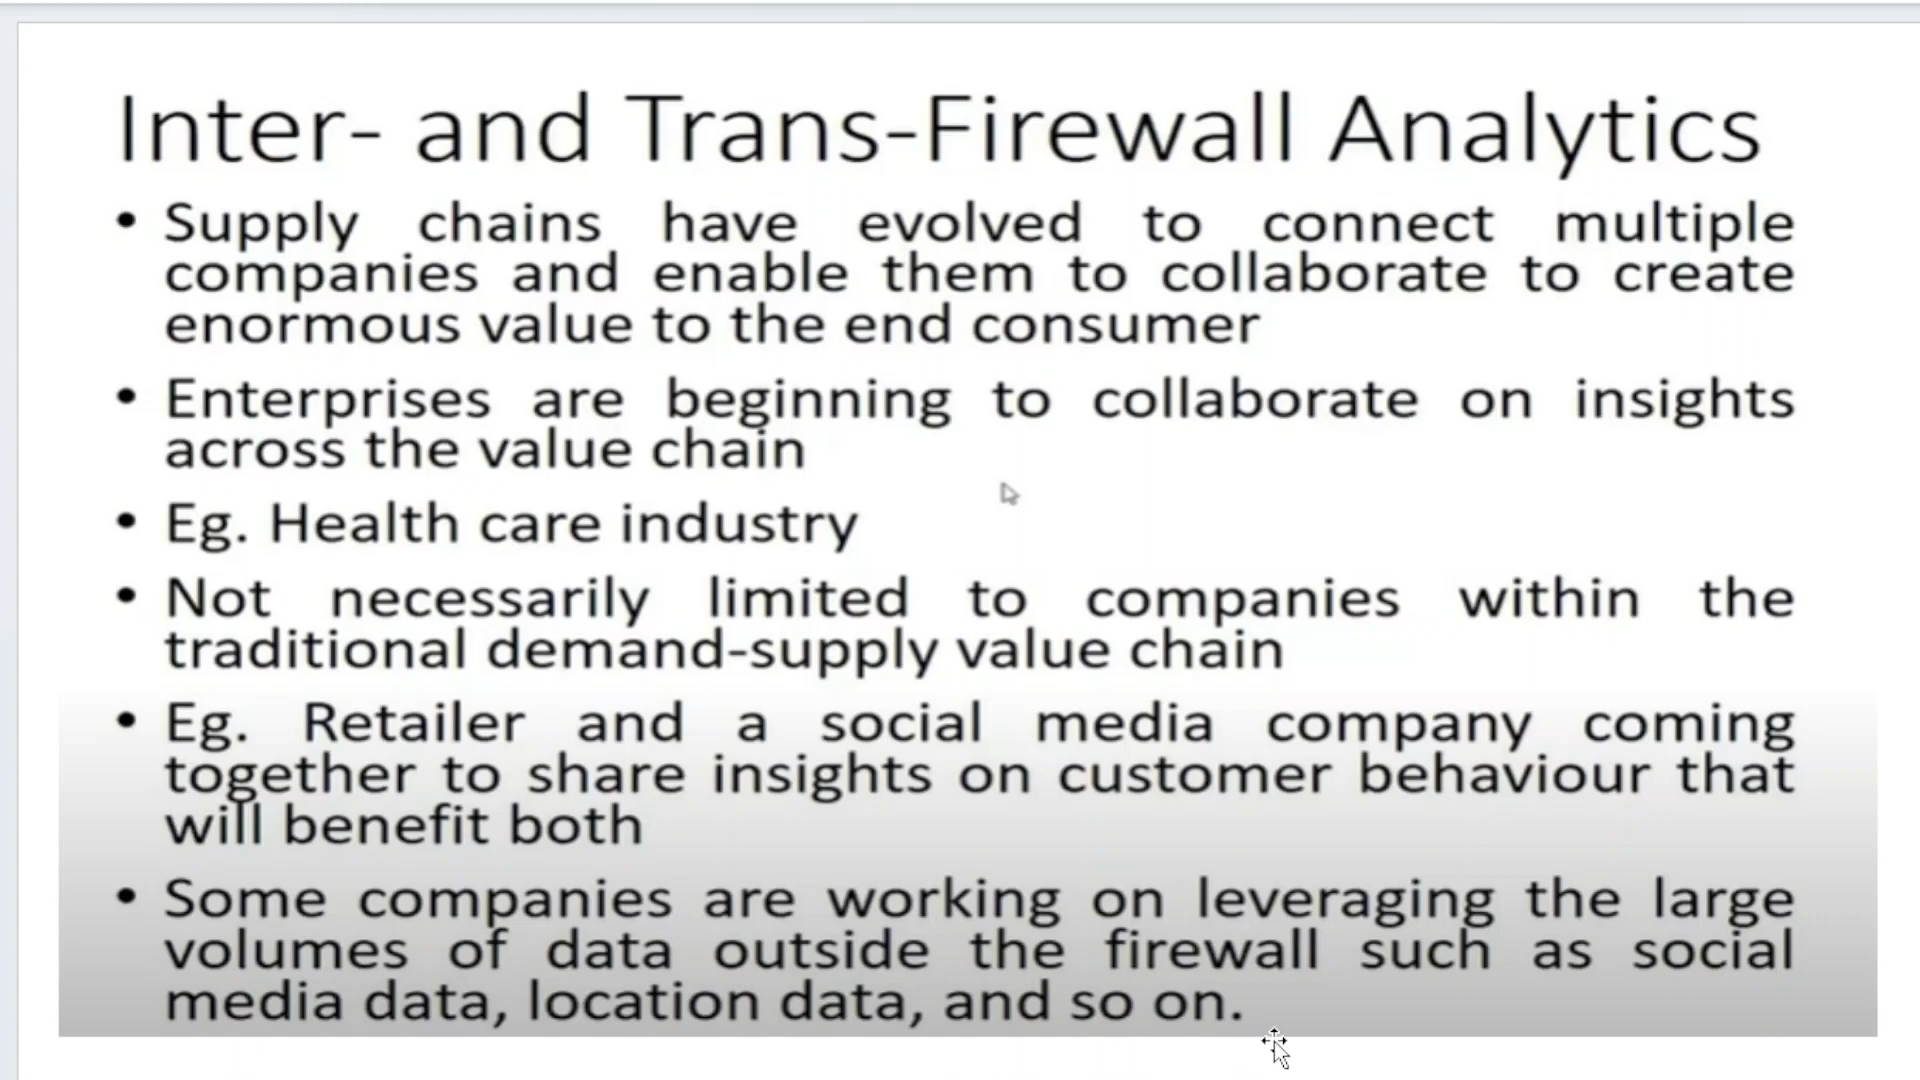 Inter- and Trans-Firewall Analytics
• Supply chains have evolved to connect multiple
companies and enable them to collaborate to create
enormous value to the end consumer
• Enterprises are beginning to collaborate on insights
across the value chain
• Eg. Health care industry
• Not necessarily limited to companies within the
traditional demand-supply value chain
• Eg. Retailer and a social media company coming
together to share insights on customer behaviour that
will benefit both
• Some companies are working on leveraging the large
volumes of data outside the firewall such as social
media data, location data, and so on.